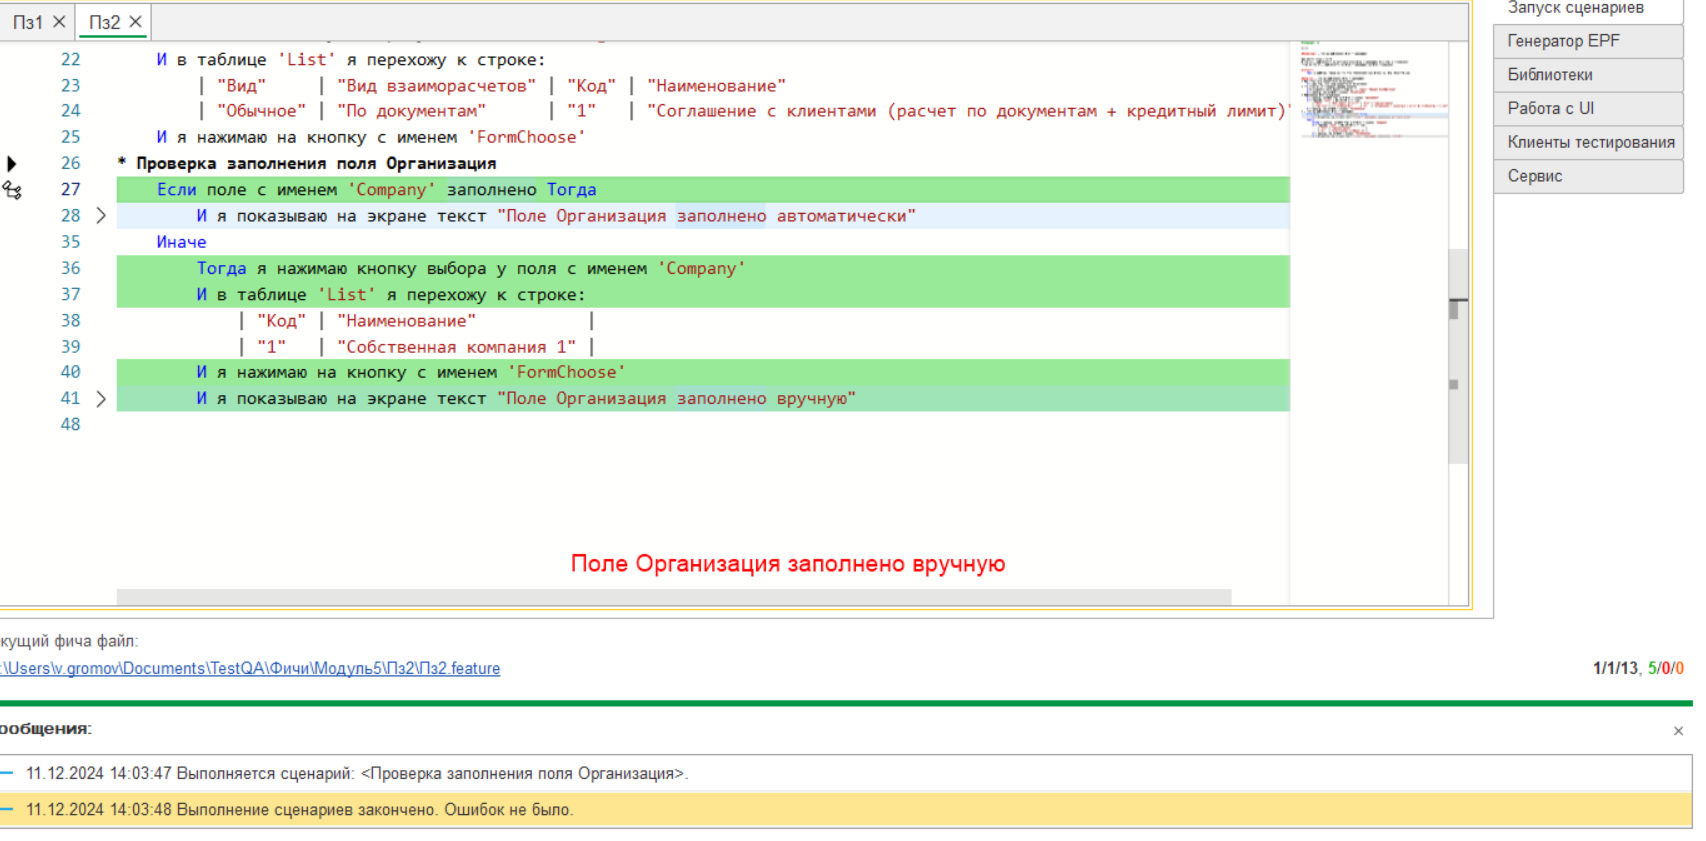 Пз1 × Пз2 ×
22 И в таблице 'List' я перехожу к строке:
23 | "Вид" | "Вид взаиморасчетов" | "Код" | "Наименование"
24 | "Обычное" | "По документам" | "1" | "Соглашение с клиентами (расчет по документам + кредитный лимит)"
25 И я нажимаю на кнопку с именем 'FormChoose'
26 * Проверка заполнения поля Организация
27 Если поле с именем 'Company' заполнено Тогда
28 И я показываю на экране текст "Поле Организация заполнено автоматически"
35 Иначе
36 Тогда я нажимаю кнопку выбора у поля с именем 'Company'
37 И в таблице 'List' я перехожу к строке:
38 | "Код" | "Наименование" |
39 | "1" | "Собственная компания 1" |
40 И я нажимаю на кнопку с именем 'FormChoose'
41 И я показываю на экране текст "Поле Организация заполнено вручную"
48
Поле Организация заполнено вручную
Запуск сценариев
Генератор EPF
Библиотеки
Работа с UI
Клиенты тестирования
Сервис
кущий фича файл:
:\Users\v.gromov\Documents\TestQA\Фичи\Модуль5\Пз2\Пз2.feature
1/1/13, 5/0/0
ообщения: ×
11.12.2024 14:03:47 Выполняется сценарий: <Проверка заполнения поля Организация>.
11.12.2024 14:03:48 Выполнение сценариев закончено. Ошибок не было.